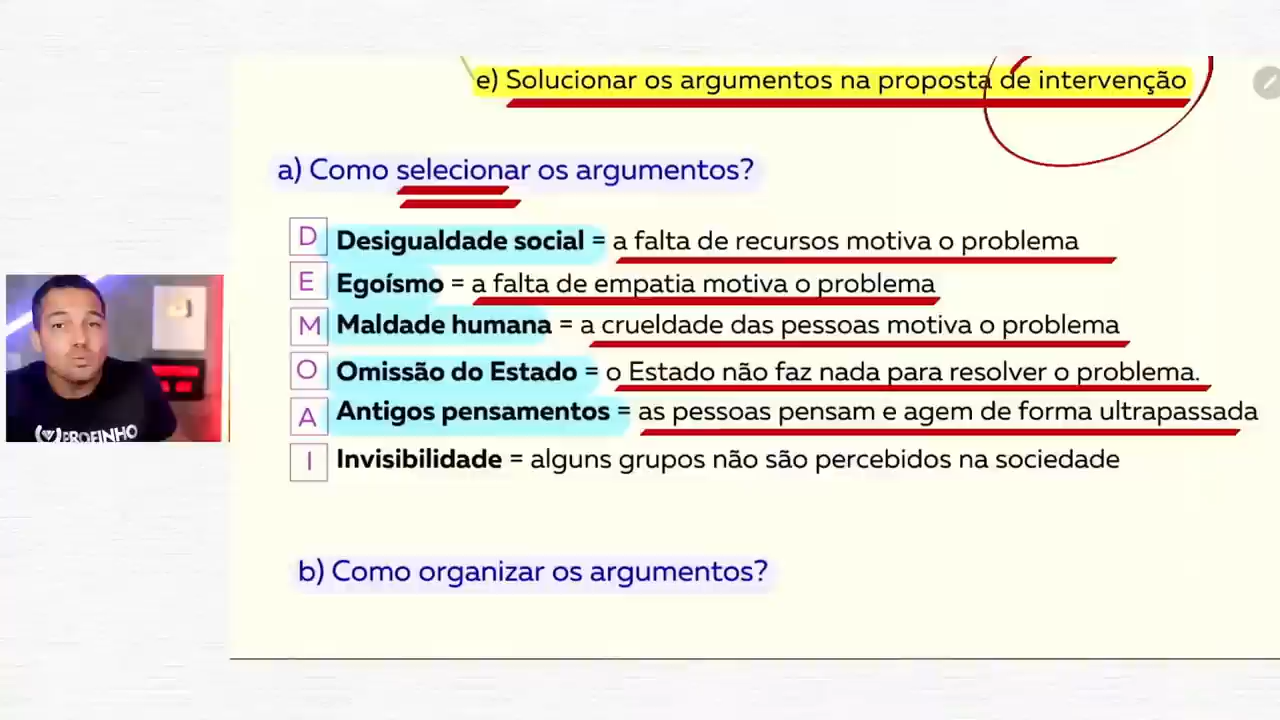 e) Solucionar os argumentos na proposta de intervenção
a) Como selecionar os argumentos?
D Desigualdade social = a falta de recursos motiva o problema
E Egoísmo = a falta de empatia motiva o problema
M Maldade humana = a crueldade das pessoas motiva o problema
O Omissão do Estado = o Estado não faz nada para resolver o problema.
A Antigos pensamentos = as pessoas pensam e agem de forma ultrapassada
I Invisibilidade = alguns grupos não são percebidos na sociedade
PROFINHO
b) Como organizar os argumentos?